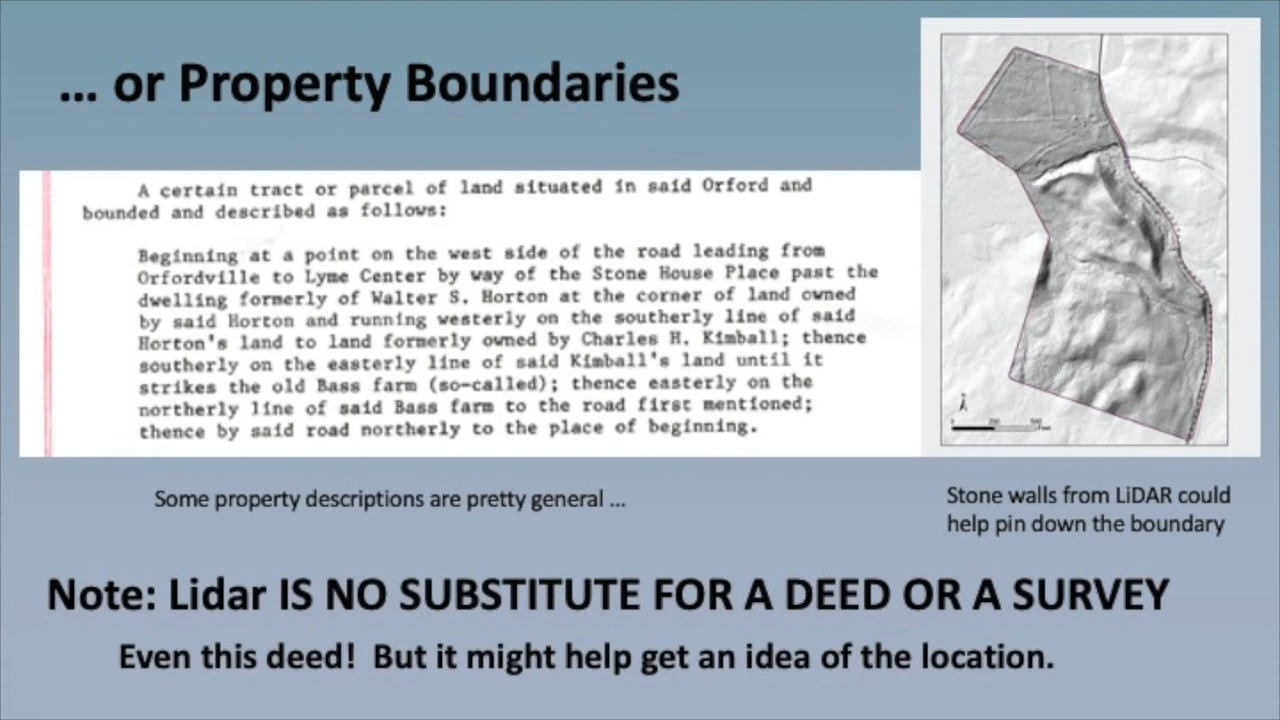 … or Property Boundaries
A certain tract or parcel of land situated in said Orford and
bounded and described as follows:
Beginning at a point on the west side of the road leading from
Orfordville to Lyme Center by way of the Stone House Place past the
dwelling formerly of Walter S. Horton at the corner of land owned
by said Horton and running westerly on the southerly line of said
Horton's land to land formerly owned by Charles H. Kimball; thence
southerly on the easterly line of said Kimball's land until it
strikes the old Bass farm (so-called); thence easterly on the
northerly line of said Bass farm to the road first mentioned;
thence by said road northerly to the place of beginning.
0 250 500
Feet
Some property descriptions are pretty general …
Stone walls from LiDAR could
help pin down the boundary
Note: Lidar IS NO SUBSTITUTE FOR A DEED OR A SURVEY
Even this deed! But it might help get an idea of the location.